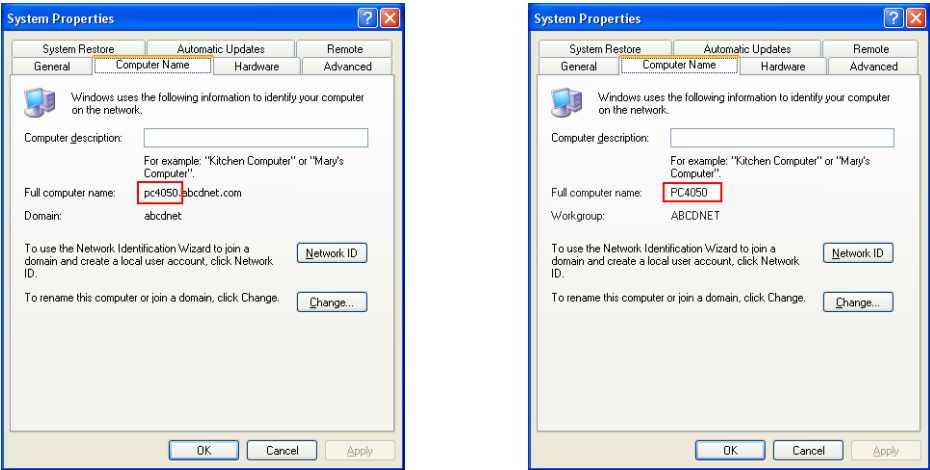 System Properties
System Restore Automatic Updates Remote
General Computer Name Hardware Advanced
Windows uses the following information to identify your computer
on the network.
Computer description:
For example: "Kitchen Computer" or "Mary's
Computer".
Full computer name: pc4050.abcdnet.com
Domain: abcdnet
To use the Network Identification Wizard to join a
domain and create a local user account, click Network
ID.
Network ID
To rename this computer or join a domain, click Change.
Change...
OK Cancel Apply
System Properties
System Restore Automatic Updates Remote
General Computer Name Hardware Advanced
Windows uses the following information to identify your computer
on the network.
Computer description:
For example: "Kitchen Computer" or "Mary's
Computer".
Full computer name: PC4050
Workgroup: ABCDNET
To use the Network Identification Wizard to join a
domain and create a local user account, click Network
ID.
Network ID
To rename this computer or join a domain, click Change.
Change...
OK Cancel Apply